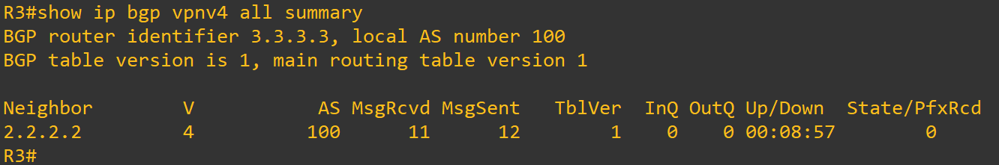 R3#show ip bgp vpnv4 all summary
BGP router identifier 3.3.3.3, local AS number 100
BGP table version is 1, main routing table version 1
Neighbor V AS MsgRcvd MsgSent TblVer InQ OutQ Up/Down State/PfxRcd
2.2.2.2 4 100 11 12 1 0 0 00:08:57 0
R3#